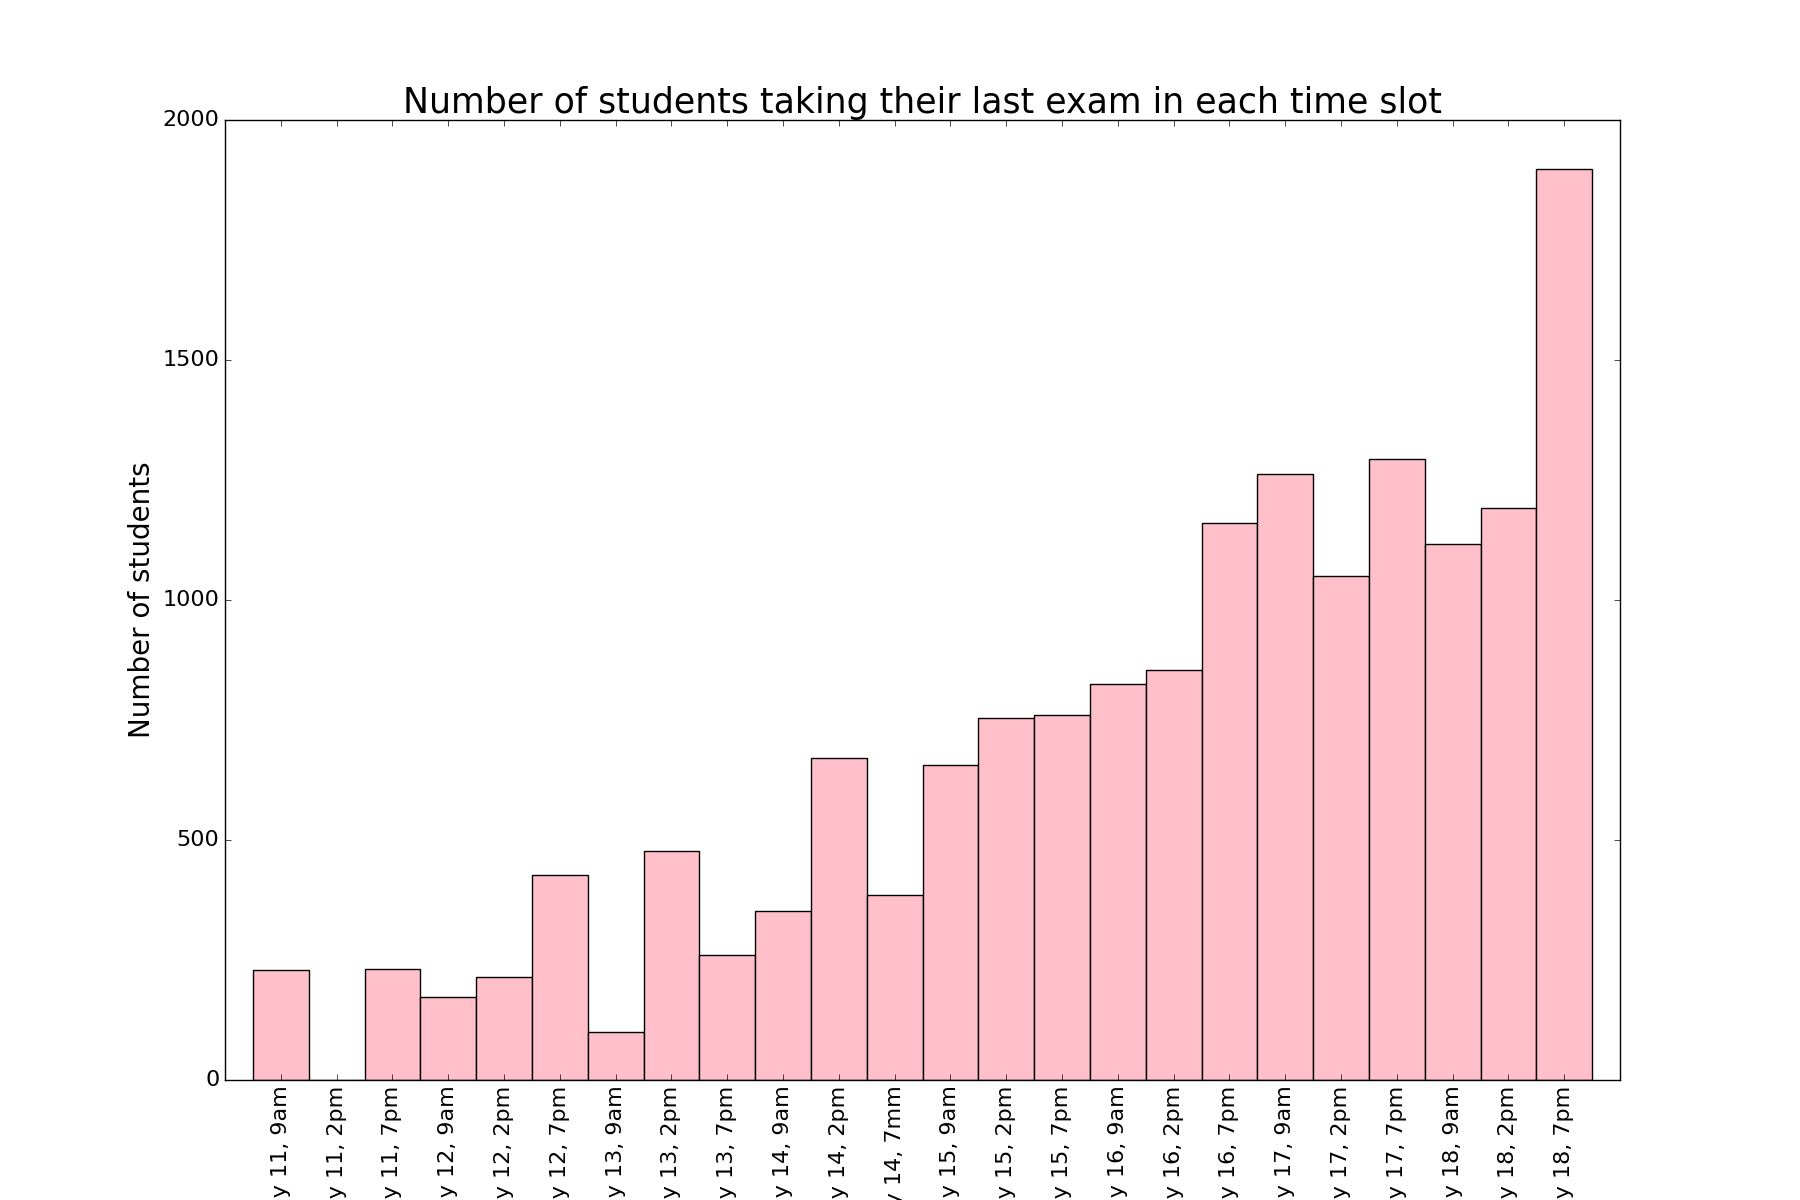 Number of students taking their last exam in each time slot
Number of students
2000
1500
1000
500
0
y 11, 9am
y 11, 2pm
y 11, 7pm
y 12, 9am
y 12, 2pm
y 12, 7pm
y 13, 9am
y 13, 2pm
y 13, 7pm
y 14, 9am
y 14, 2pm
y 14, 7mm
y 15, 9am
y 15, 2pm
y 15, 7pm
y 16, 9am
y 16, 2pm
y 16, 7pm
y 17, 9am
y 17, 2pm
y 17, 7pm
y 18, 9am
y 18, 2pm
y 18, 7pm